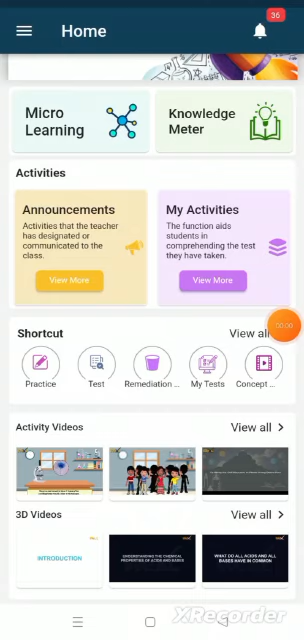 36
Home
Micro
Learning
Knowledge
Meter
Activities
Announcements
Activities that the teacher
has designated or
communicated to the
class.
View More
My Activities
The function aids
students in
comprehending the test
they have taken.
View More
00:00
Shortcut
View all
Practice
Test
Remediation ...
My Tests
Concept ...
Activity Videos
View all
3D Videos
View all
INTRODUCTION
UNDERSTANDING THE CHEMICAL
PROPERTIES OF ACIDS AND BASES
WHAT DO ALL ACIDS AND ALL
BASES HAVE IN COMMON
XRecorder